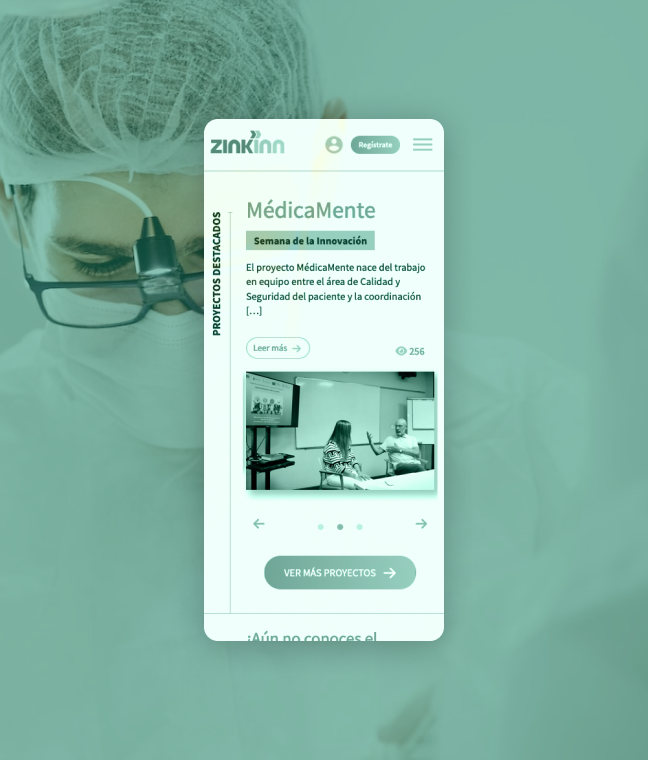 ZINKinn
Regístrate
PROYECTOS DESTACADOS
MédicaMente
Semana de la Innovación
El proyecto MédicaMente nace del trabajo
en equipo entre el área de Calidad y
Seguridad del paciente y la coordinación
[...]
Leer más
256
VER MÁS PROYECTOS
¿Aún no conoces el